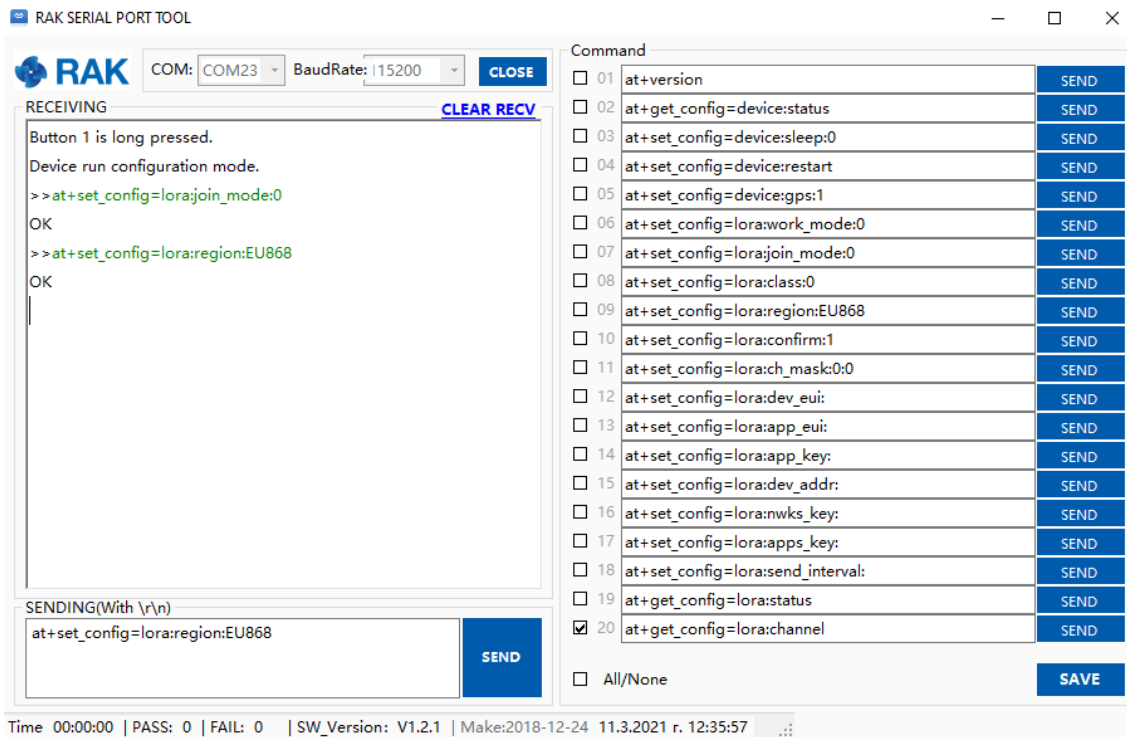 RAK SERIAL PORT TOOL
RAK COM: COM23 BaudRate: 115200 CLOSE
RECEIVING CLEAR RECV
Button 1 is long pressed.
Device run configuration mode.
>>at+set_config=lora:join_mode:0
OK
>>at+set_config=lora:region:EU868
OK
SENDING(With \r\n)
at+set_config=lora:region:EU868
SEND
Command
01 at+version SEND
02 at+get_config=device:status SEND
03 at+set_config=device:sleep:0 SEND
04 at+set_config=device:restart SEND
05 at+set_config=device:gps:1 SEND
06 at+set_config=lora:work_mode:0 SEND
07 at+set_config=lora:join_mode:0 SEND
08 at+set_config=lora:class:0 SEND
09 at+set_config=lora:region:EU868 SEND
10 at+set_config=lora:confirm:1 SEND
11 at+set_config=lora:ch_mask:0:0 SEND
12 at+set_config=lora:dev_eui: SEND
13 at+set_config=lora:app_eui: SEND
14 at+set_config=lora:app_key: SEND
15 at+set_config=lora:dev_addr: SEND
16 at+set_config=lora:nwks_key: SEND
17 at+set_config=lora:apps_key: SEND
18 at+set_config=lora:send_interval: SEND
19 at+get_config=lora:status SEND
20 at+get_config=lora:channel SEND
All/None SAVE
Time 00:00:00 | PASS: 0 | FAIL: 0 | SW_Version: V1.2.1 | Make:2018-12-24 11.3.2021 г. 12:35:57